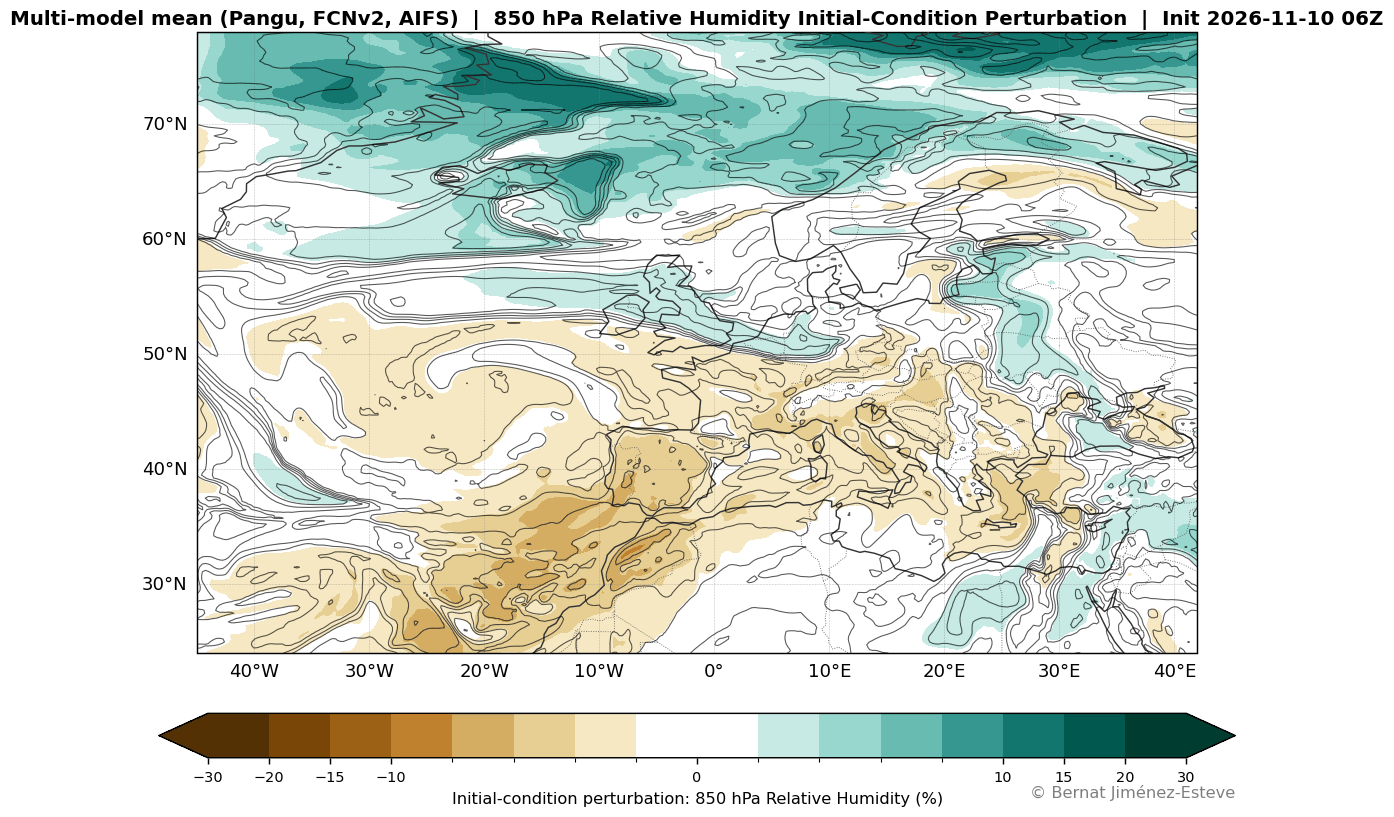 Multi-model mean (Pangu, FCNv2, AIFS)  |  850 hPa Relative Humidity Initial-Condition Perturbation  |  Init 2026-11-10 06Z
70°N
60°N
50°N
40°N
30°N
40°W 30°W 20°W 10°W 0° 10°E 20°E 30°E 40°E
−30 −20 −15 −10 0 10 15 20 30
Initial-condition perturbation: 850 hPa Relative Humidity (%)
© Bernat Jiménez-Esteve